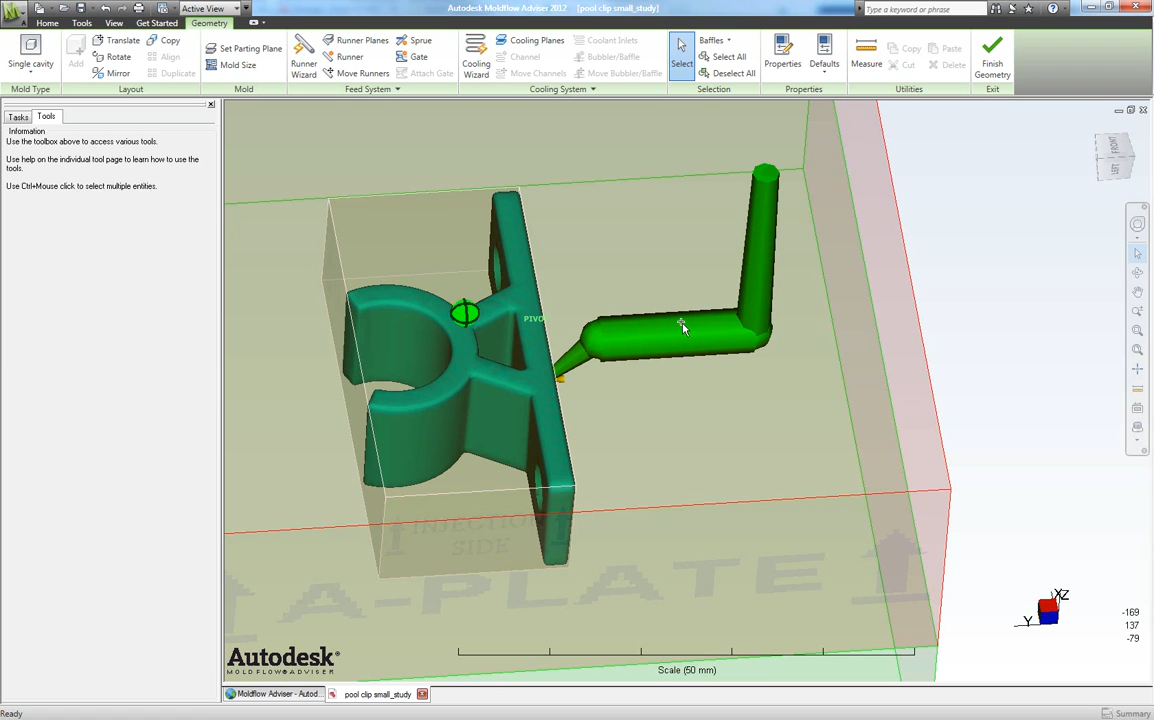 Active View
Autodesk Moldflow Adviser 2012 [pool clip small_study]
Type a keyword or phrase
Home Tools View Get Started Geometry
Single cavity
Mold Type
Add
Translate Copy
Rotate Align
Mirror Duplicate
Layout
Set Parting Plane
Mold Size
Mold
Runner Wizard
Runner Planes Sprue
Runner Gate
Move Runners Attach Gate
Feed System
Cooling Wizard
Cooling Planes Coolant Inlets
Channel Bubbler/Baffle
Move Channels Move Bubbler/Baffle
Cooling System
Select
Baffles
Select All
Deselect All
Selection
Properties Defaults
Properties
Measure
Copy Paste
Cut Delete
Utilities
Finish Geometry
Exit
Tasks Tools
Information
Use the toolbox above to access various tools.
Use help on the individual tool page to learn how to use the
tools.
Use Ctrl+Mouse click to select multiple entities.
FRONT
LEFT
PIVO
INJECTION
SIDE
A-PLATE
XZ
Y
-169
137
-79
Autodesk®
MOLDFLOW®ADVISER
Scale (50 mm)
Moldflow Adviser - Autod...
pool clip small_study
Ready
Summary